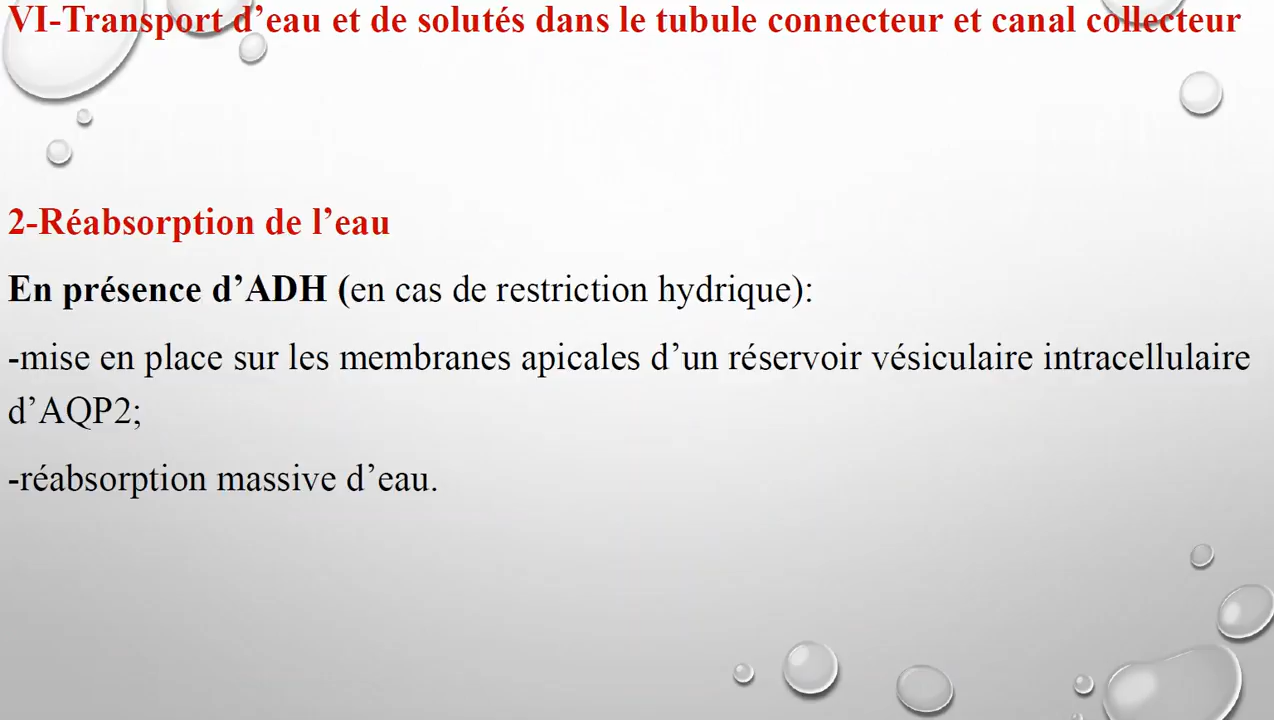 VI-Transport d’eau et de solutés dans le tubule connecteur et canal collecteur
2-Réabsorption de l’eau
En présence d’ADH (en cas de restriction hydrique):
-mise en place sur les membranes apicales d’un réservoir vésiculaire intracellulaire
d’AQP2;
-réabsorption massive d’eau.